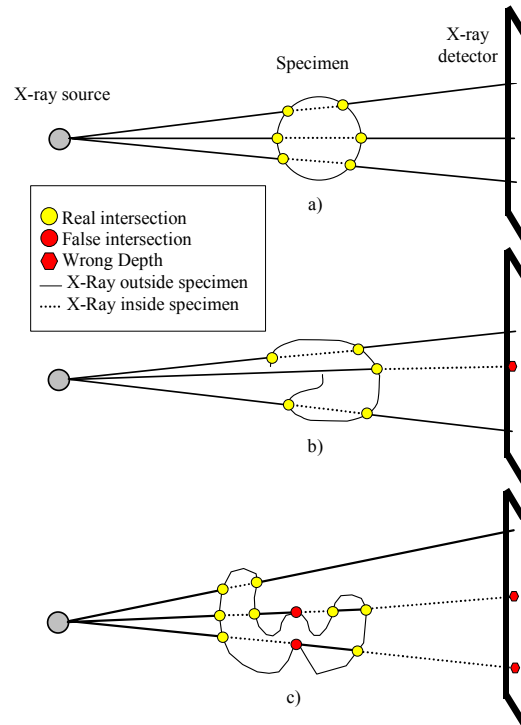 X-ray
detector
Specimen
X-ray source
a)
Real intersection
False intersection
Wrong Depth
X-Ray outside specimen
X-Ray inside specimen
b)
c)